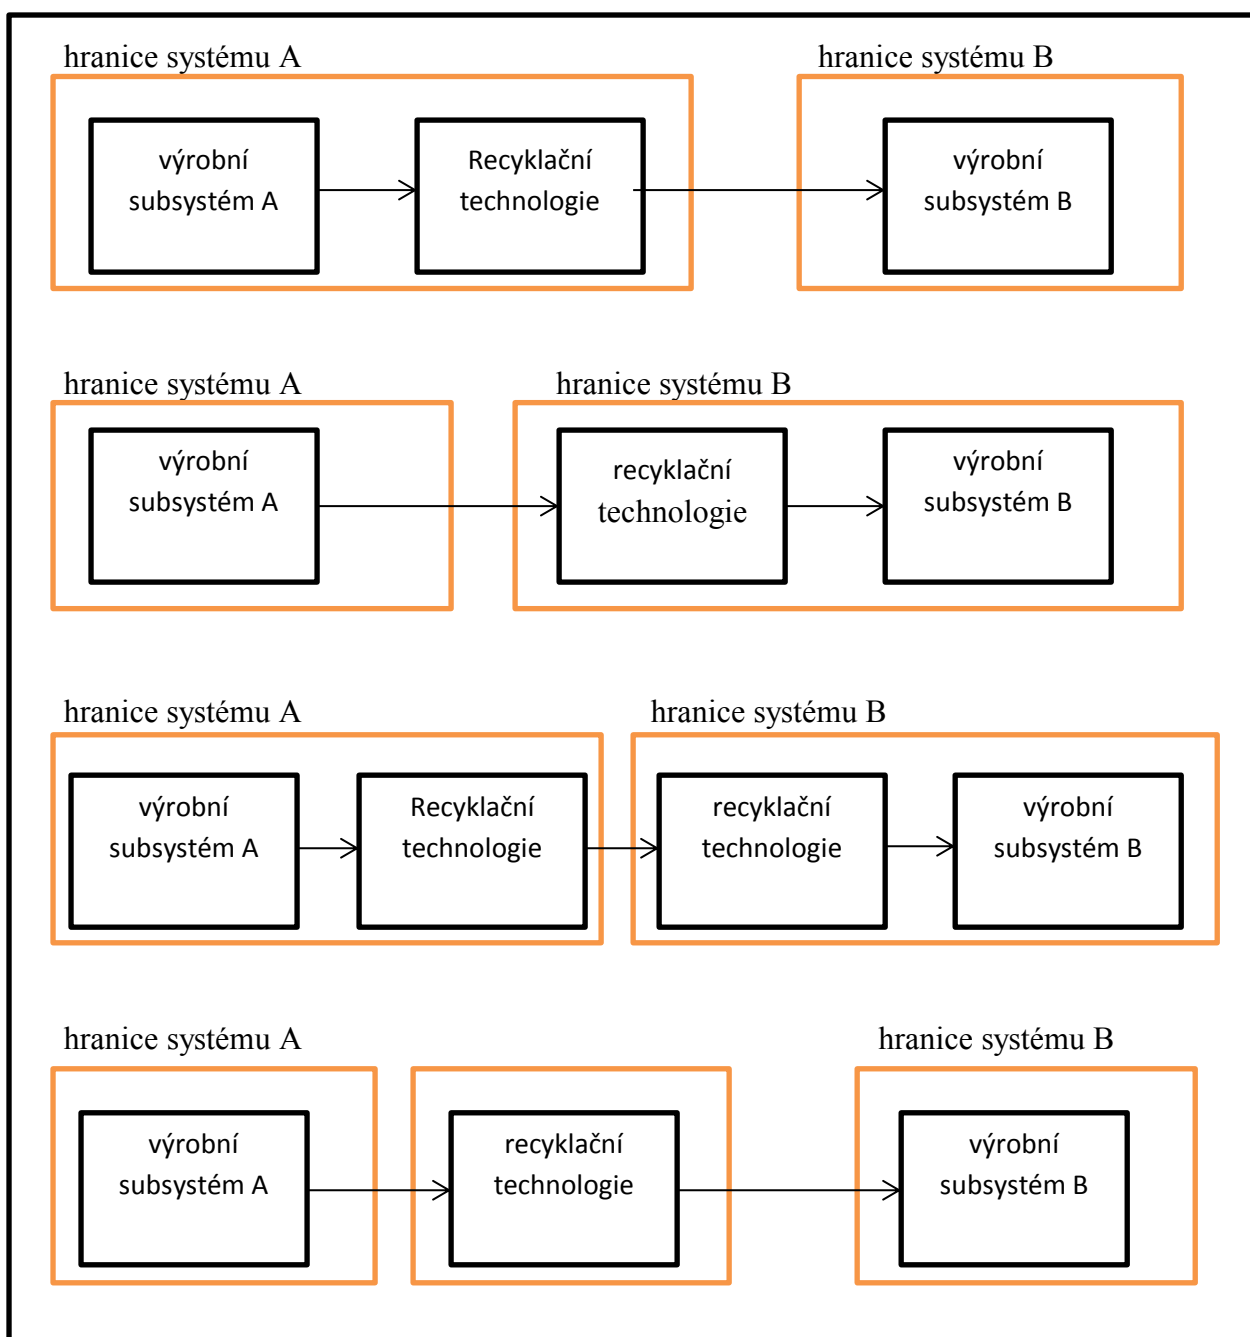 hranice systému A
hranice systému B
výrobní
subsystém A
Recyklační
technologie
výrobní
subsystém B
hranice systému A
hranice systému B
výrobní
subsystém A
recyklační
technologie
výrobní
subsystém B
hranice systému A
hranice systému B
výrobní
subsystém A
Recyklační
technologie
recyklační
technologie
výrobní
subsystém B
hranice systému A
hranice systému B
výrobní
subsystém A
recyklační
technologie
výrobní
subsystém B